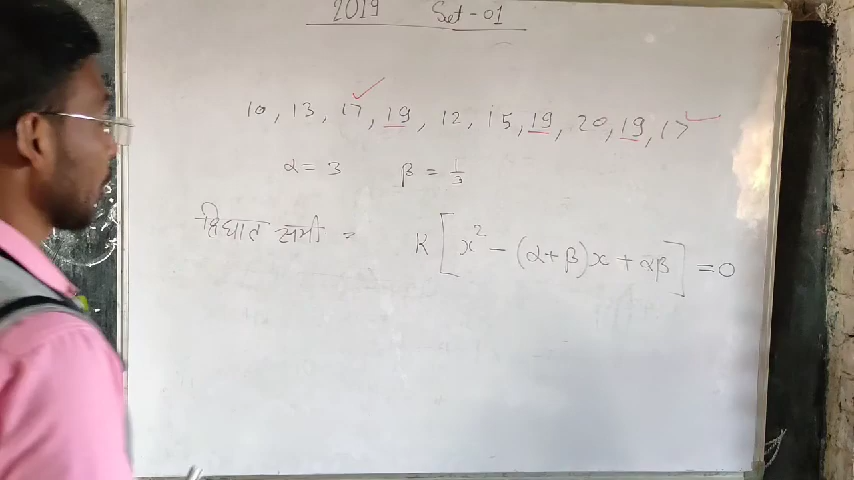 2019 Set-01
10, 13, 17, 19, 12, 15, 19, 20, 19, 17
α = 3 β = 1/3
द्विघात समी = K[x² - (α+β)x + αβ] = 0